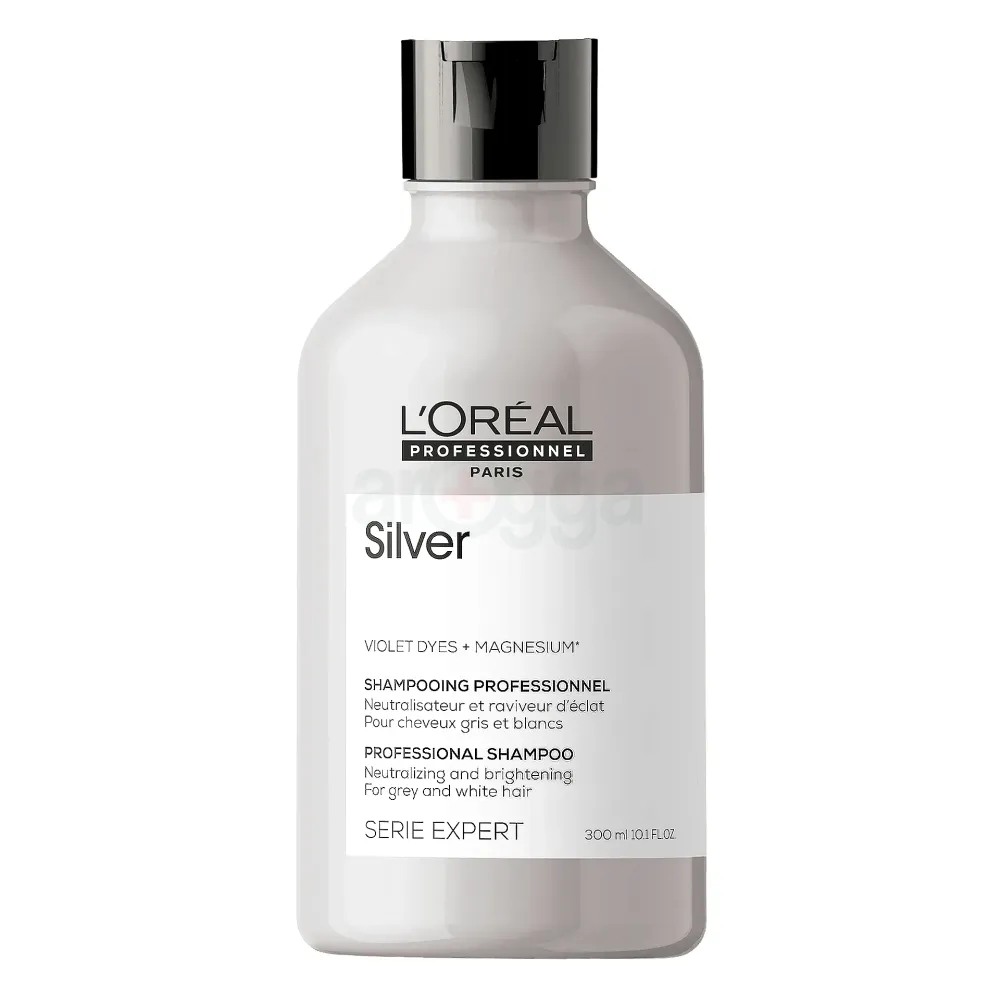 L'ORÉAL
PROFESSIONNEL
PARIS
arogga
Silver
VIOLET DYES + MAGNESIUM*
SHAMPOOING PROFESSIONNEL
Neutralisateur et raviveur d'éclat
Pour cheveux gris et blancs
PROFESSIONAL SHAMPOO
Neutralizing and brightening
For grey and white hair
SERIE EXPERT
300 ml 10.1 FL.OZ.